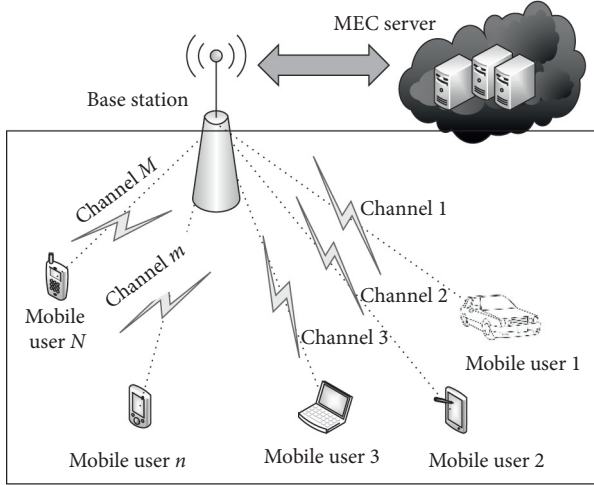 MEC server
Base station
Channel M
Channel 1
Channel m
Channel 2
Channel 3
Mobile
user N
Mobile user 1
Mobile user n
Mobile user 3
Mobile user 2